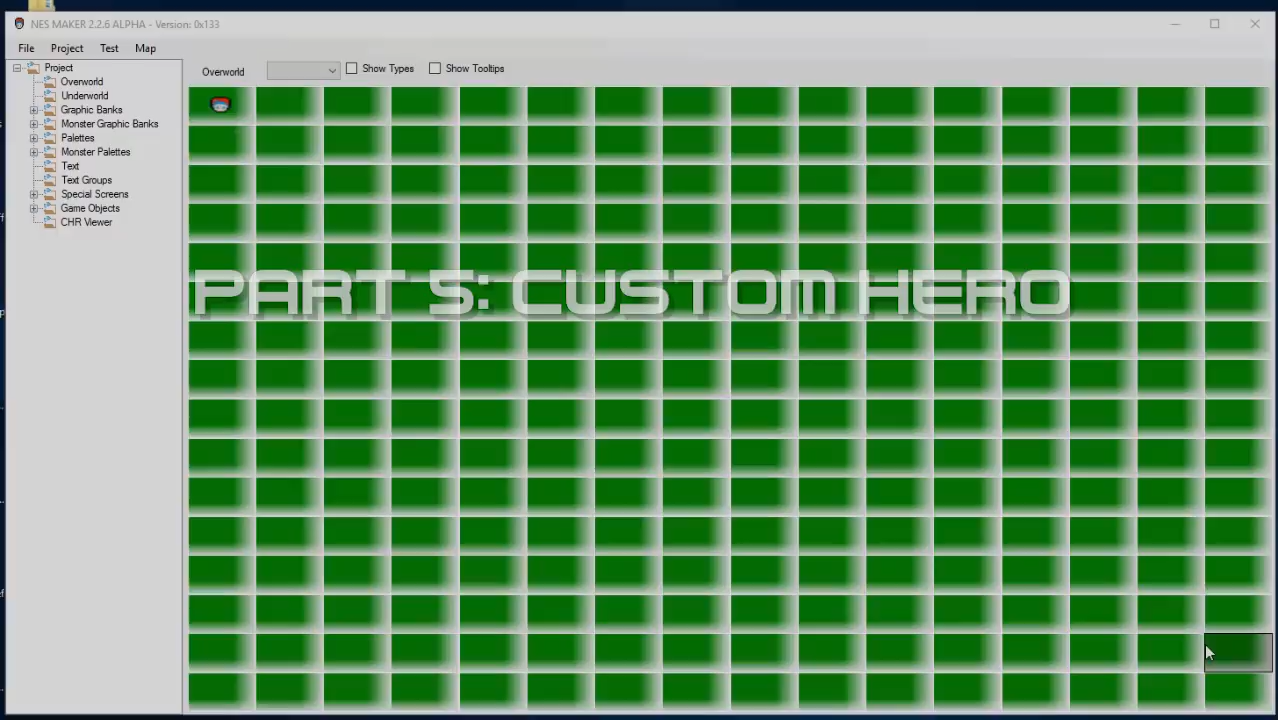 NES MAKER 2.2.6 ALPHA - Version: 0x133
File Project Test Map
Project
Overworld
Underworld
Graphic Banks
Monster Graphic Banks
Palettes
Monster Palettes
Text
Text Groups
Special Screens
Game Objects
CHR Viewer
Overworld Show Types Show Tooltips
PART 5: CUSTOM HERO